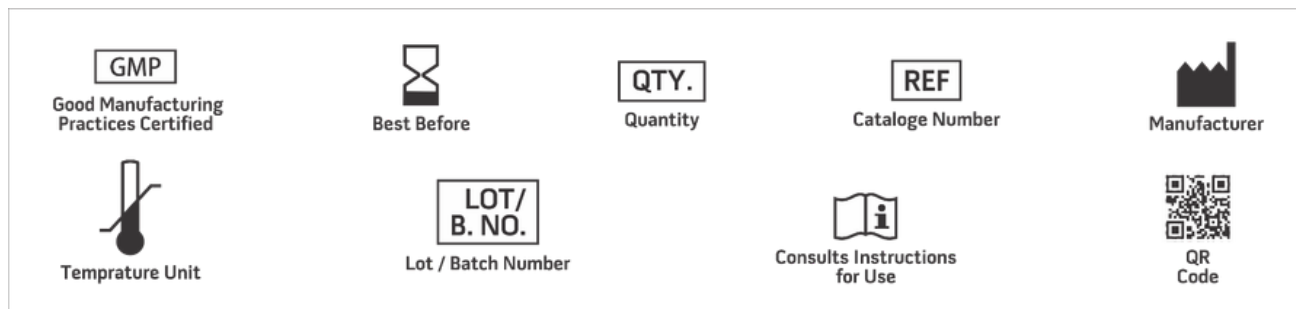 GMP
Good Manufacturing
Practices Certified
Best Before
QTY.
Quantity
REF
Cataloge Number
Manufacturer
Temprature Unit
LOT/
B. NO.
Lot / Batch Number
i
Consults Instructions
for Use
QR
Code